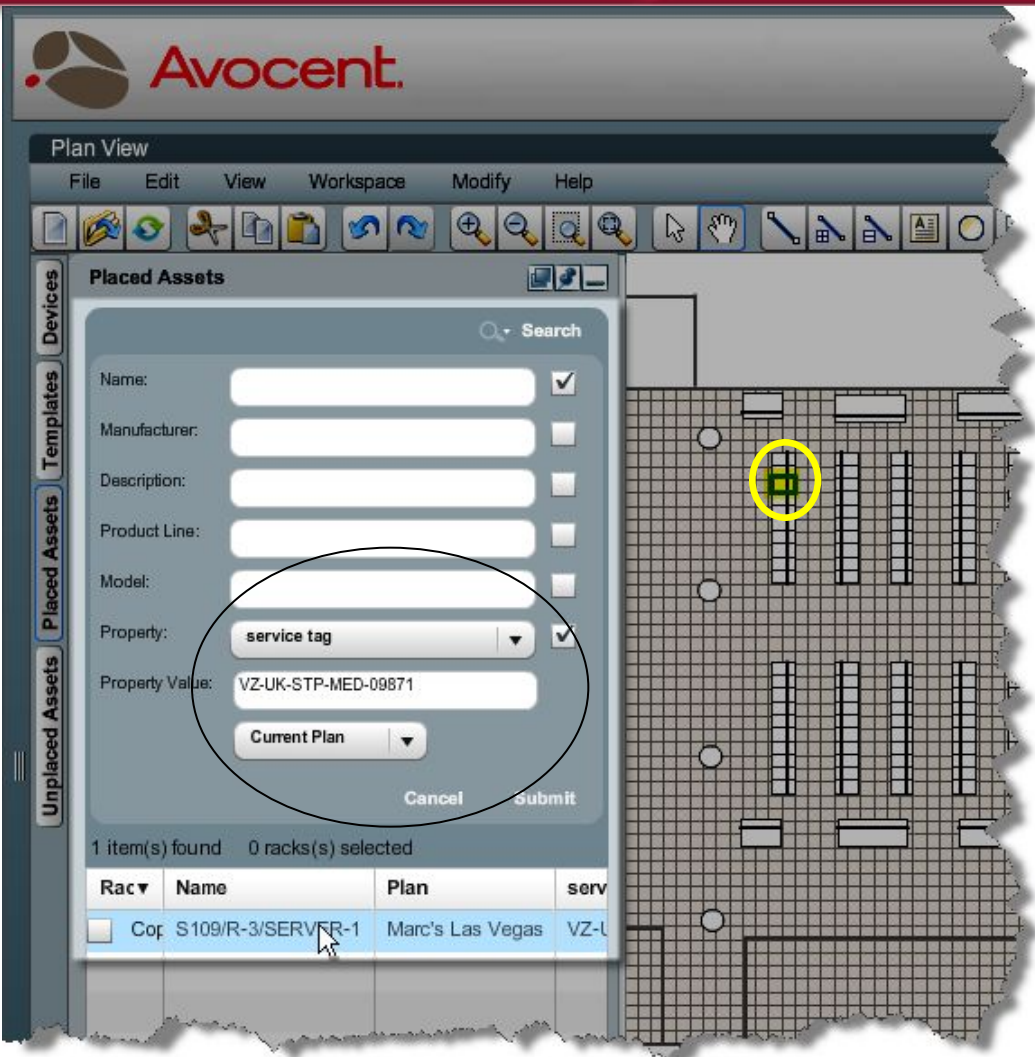 Avocent.
Plan View
File Edit View Workspace Modify Help
Devices
Templates
Placed Assets
Unplaced Assets
Placed Assets
Search
Name:
Manufacturer:
Description:
Product Line:
Model:
Property: service tag
Property Value: VZ-UK-STP-MED-09871
Current Plan
Cancel Submit
1 item(s) found 0 racks(s) selected
Rac▼ Name Plan serv
Cop S109/R-3/SERVER-1 Marc's Las Vegas VZ-U